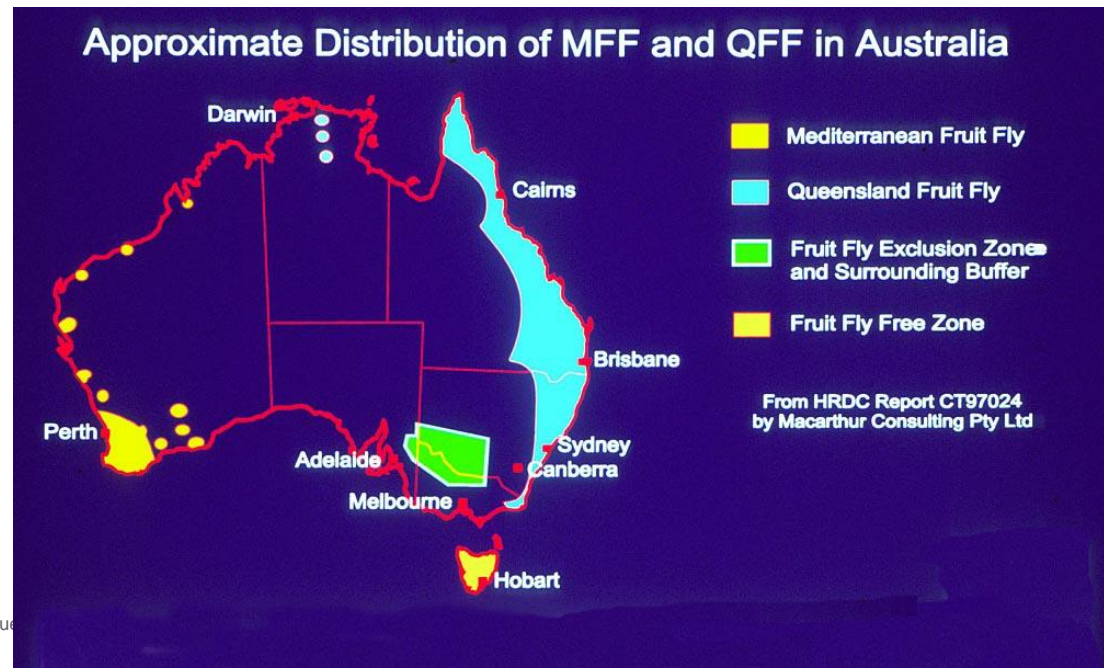 Approximate Distribution of MFF and QFF in Australia
Darwin
Mediterranean Fruit Fly
Cairns
Queensland Fruit Fly
Fruit Fly Exclusion Zone
and Surrounding Buffer
Fruit Fly Free Zone
Brisbane
From HRDC Report CT97024
by Macarthur Consulting Pty Ltd
Perth
Sydney
Adelaide
Canberra
Melbourne
Hobart